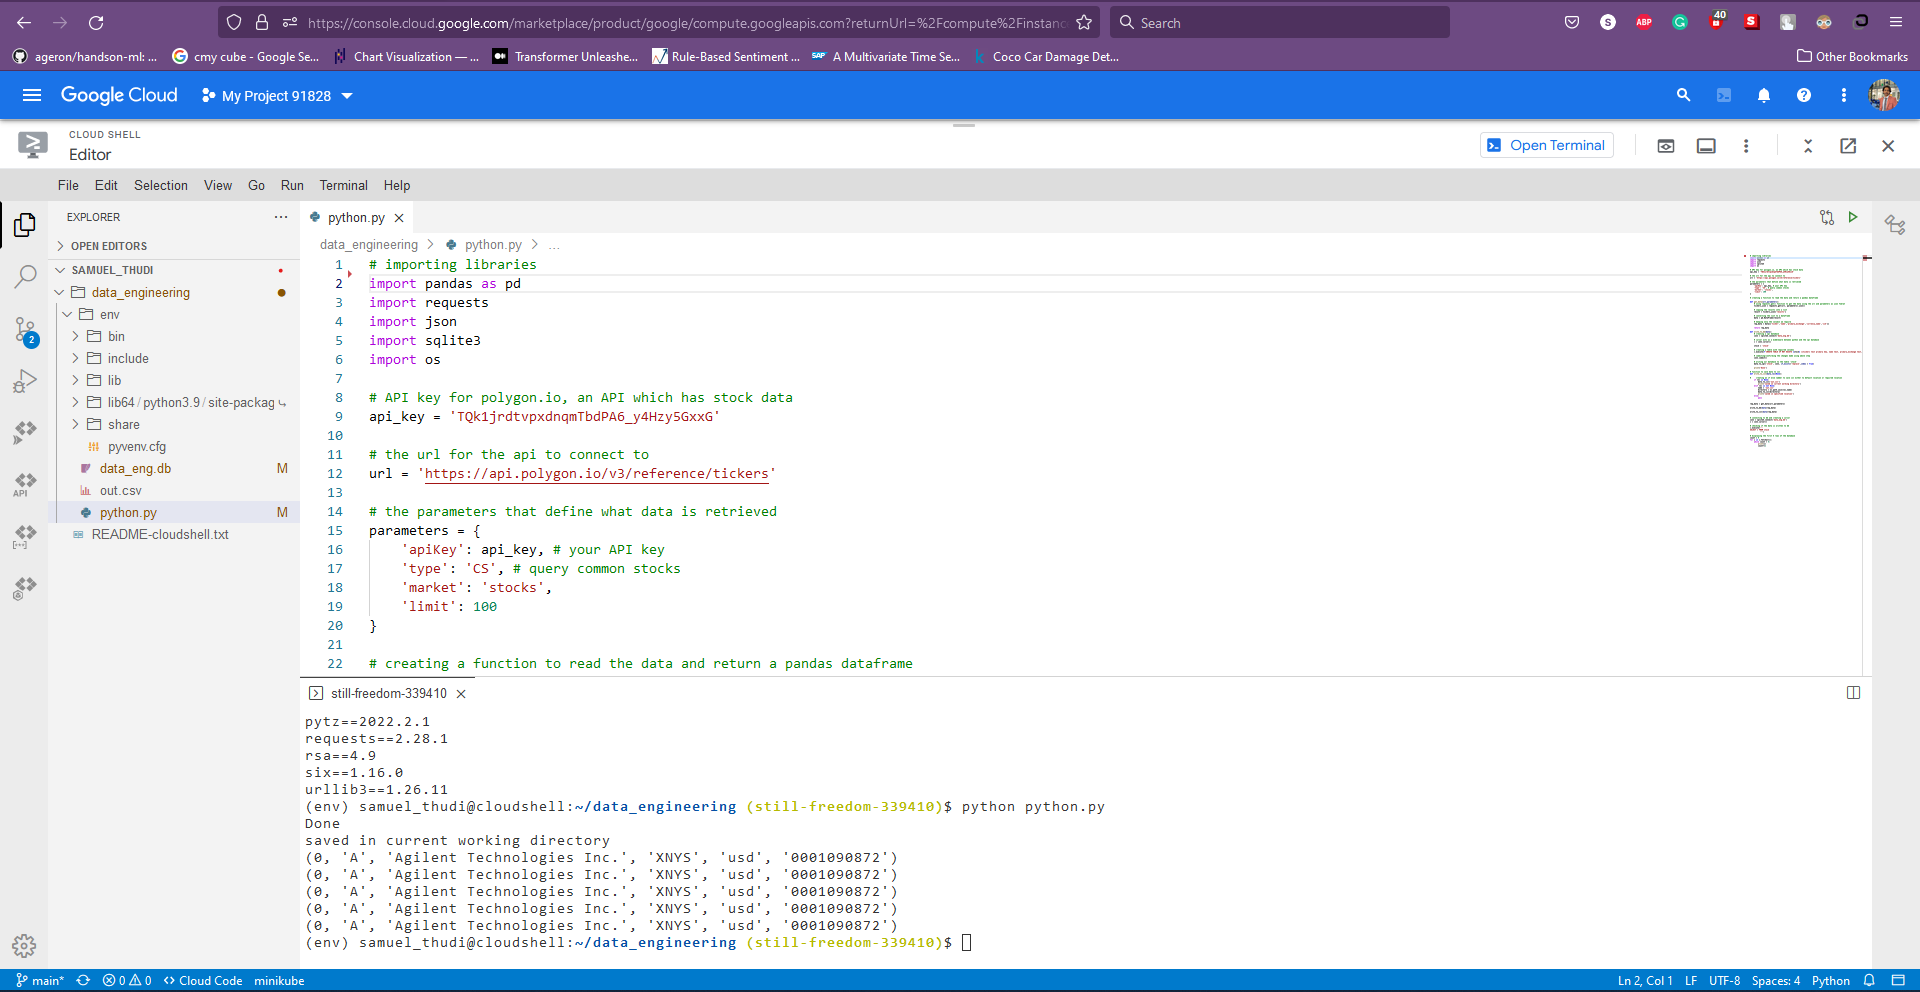 https://console.cloud.google.com/marketplace/product/google/compute.googleapis.com?returnUrl=%2Fcompute%2Finstanc
Search
ABP
40
ageron/handson-ml: ...
cmy cube - Google Se...
Chart Visualization — ...
Transformer Unleashe...
Rule-Based Sentiment ...
A Multivariate Time Se...
Coco Car Damage Det...
Other Bookmarks
Google Cloud My Project 91828
CLOUD SHELL
Editor
Open Terminal
File Edit Selection View Go Run Terminal Help
EXPLORER
OPEN EDITORS
SAMUEL_THUDI
data_engineering
env
bin
include
lib
lib64 / python3.9 / site-packag
share
pyvenv.cfg
data_eng.db M
out.csv
python.py M
README-cloudshell.txt
2
API
python.py
data_engineering > python.py > ...
1 # importing libraries
2 import pandas as pd
3 import requests
4 import json
5 import sqlite3
6 import os
7
8 # API key for polygon.io, an API which has stock data
9 api_key = 'TQk1jrdtvpxdnqmTbdPA6_y4Hzy5GxxG'
10
11 # the url for the api to connect to
12 url = 'https://api.polygon.io/v3/reference/tickers'
13
14 # the parameters that define what data is retrieved
15 parameters = {
16 'apiKey': api_key, # your API key
17 'type': 'CS', # query common stocks
18 'market': 'stocks',
19 'limit': 100
20 }
21
22 # creating a function to read the data and return a pandas dataframe
still-freedom-339410
pytz==2022.2.1
requests==2.28.1
rsa==4.9
six==1.16.0
urllib3==1.26.11
(env) samuel_thudi@cloudshell:~/data_engineering (still-freedom-339410)$ python python.py
Done
saved in current working directory
(0, 'A', 'Agilent Technologies Inc.', 'XNYS', 'usd', '0001090872')
(0, 'A', 'Agilent Technologies Inc.', 'XNYS', 'usd', '0001090872')
(0, 'A', 'Agilent Technologies Inc.', 'XNYS', 'usd', '0001090872')
(0, 'A', 'Agilent Technologies Inc.', 'XNYS', 'usd', '0001090872')
(0, 'A', 'Agilent Technologies Inc.', 'XNYS', 'usd', '0001090872')
(env) samuel_thudi@cloudshell:~/data_engineering (still-freedom-339410)$
main* 0 0 Cloud Code minikube
Ln 2, Col 1 LF UTF-8 Spaces: 4 Python